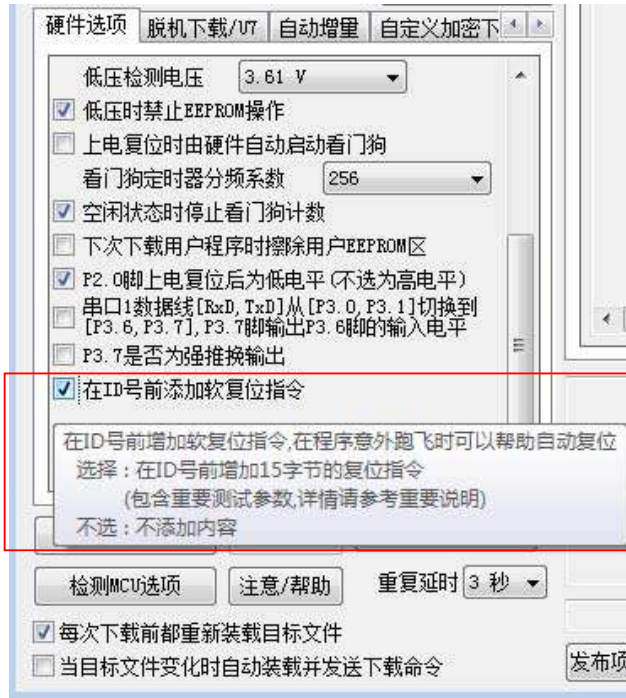 硬件选项 脱机下载/U7 自动增量 自定义加密下
低压检测电压 3.61 V
低压时禁止EEPROM操作
上电复位时由硬件自动启动看门狗
看门狗定时器分频系数 256
空闲状态时停止看门狗计数
下次下载用户程序时擦除用户EEPROM区
P2.0脚上电复位后为低电平(不选为高电平)
串口1数据线[RxD,TxD]从[P3.0,P3.1]切换到
[P3.6,P3.7],P3.7脚输出P3.6脚的输入电平
P3.7是否为强推挽输出
在ID号前添加软复位指令
在ID号前增加软复位指令,在程序意外跑飞时可以帮助自动复位
选择：在ID号前增加15字节的复位指令
(包含重要测试参数,详情请参考重要说明)
不选：不添加内容
检测MCU选项 注意/帮助 重复延时 3 秒
每次下载前都重新装载目标文件
当目标文件变化时自动装载并发送下载命令 发布项